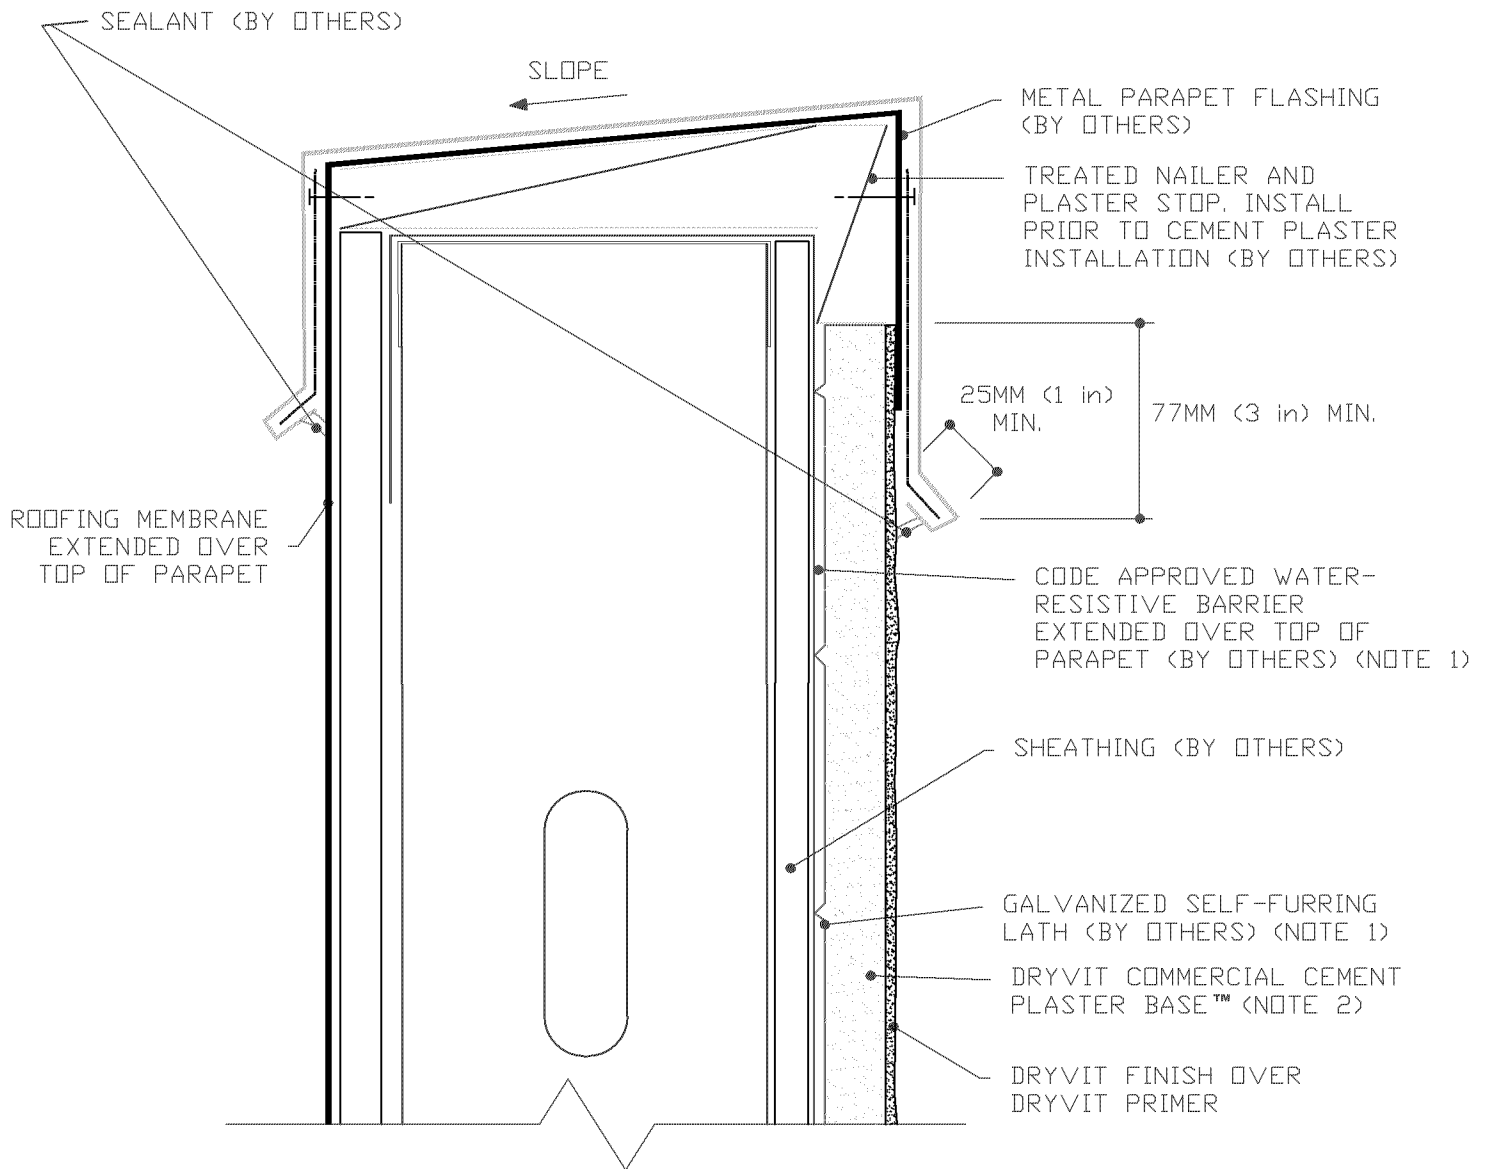 SEALANT (BY OTHERS)
SLOPE
METAL PARAPET FLASHING
(BY OTHERS)
TREATED NAILER AND
PLASTER STOP. INSTALL
PRIOR TO CEMENT PLASTER
INSTALLATION (BY OTHERS)
25MM (1 in)
MIN.
77MM (3 in) MIN.
ROOFING MEMBRANE
EXTENDED OVER
TOP OF PARAPET
CODE APPROVED WATER-
RESISTIVE BARRIER
EXTENDED OVER TOP OF
PARAPET (BY OTHERS) (NOTE 1)
SHEATHING (BY OTHERS)
GALVANIZED SELF-FURRING
LATH (BY OTHERS) (NOTE 1)
DRYVIT COMMERCIAL CEMENT
PLASTER BASE™ (NOTE 2)
DRYVIT FINISH OVER
DRYVIT PRIMER